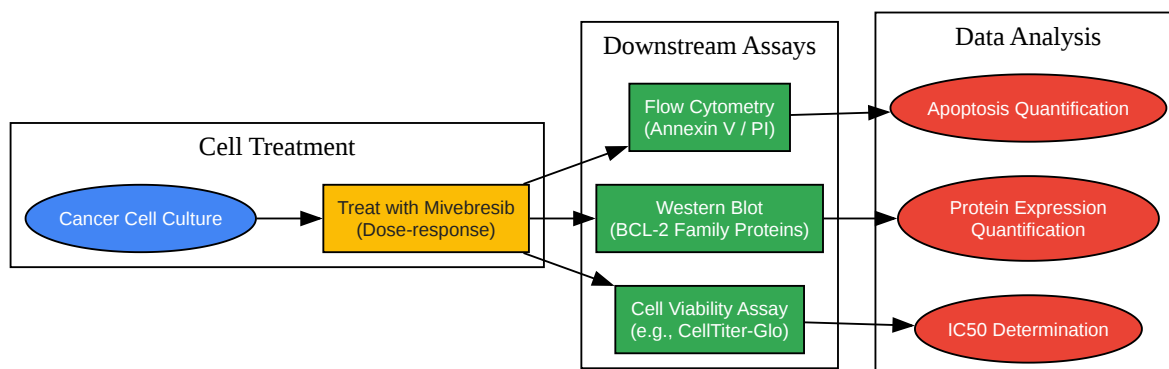 Cell Treatment
Cancer Cell Culture
Treat with Mivebresib
(Dose-response)
Downstream Assays
Flow Cytometry
(Annexin V / PI)
Western Blot
(BCL-2 Family Proteins)
Cell Viability Assay
(e.g., CellTiter-Glo)
Data Analysis
Apoptosis Quantification
Protein Expression
Quantification
IC50 Determination